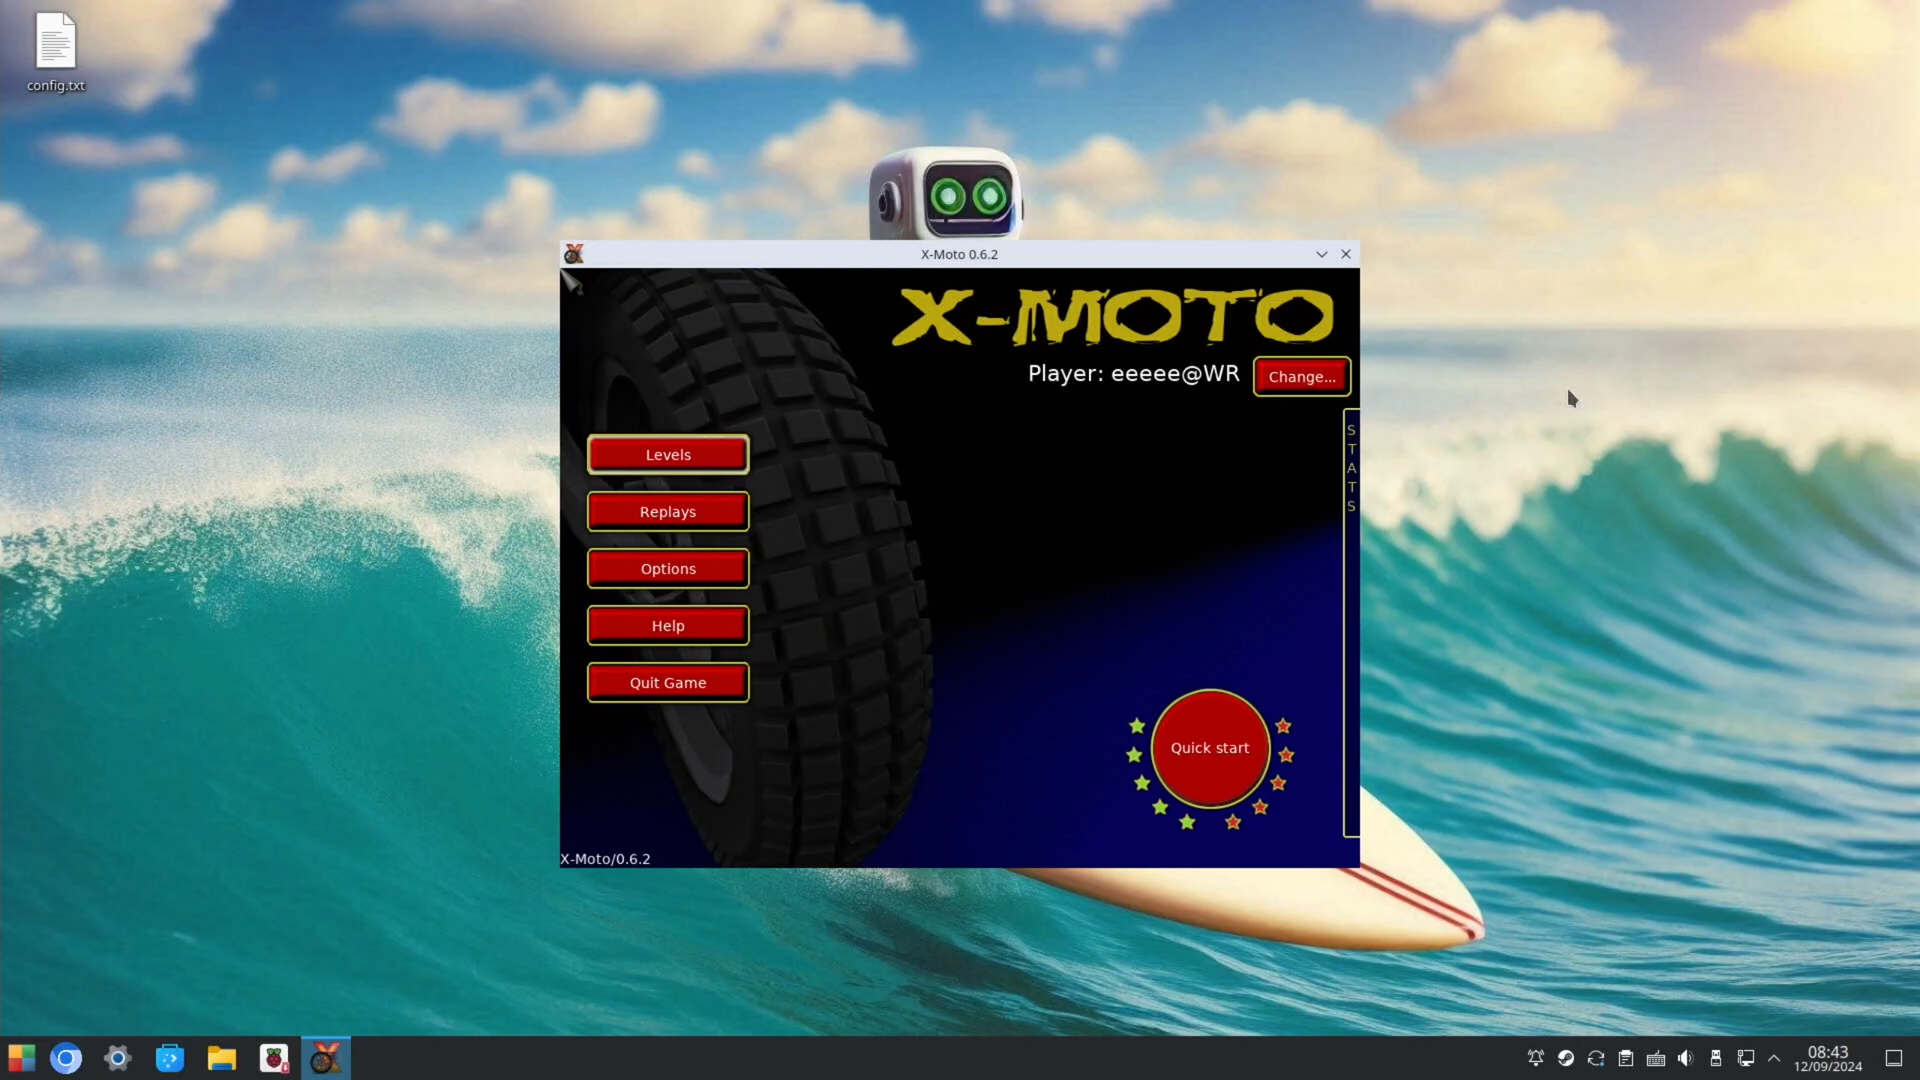 config.txt
X-Moto 0.6.2
X-MOTO
Player: eeeee@WR
Change...
STATS
Levels
Replays
Options
Help
Quit Game
Quick start
X-Moto/0.6.2
08:43
12/09/2024